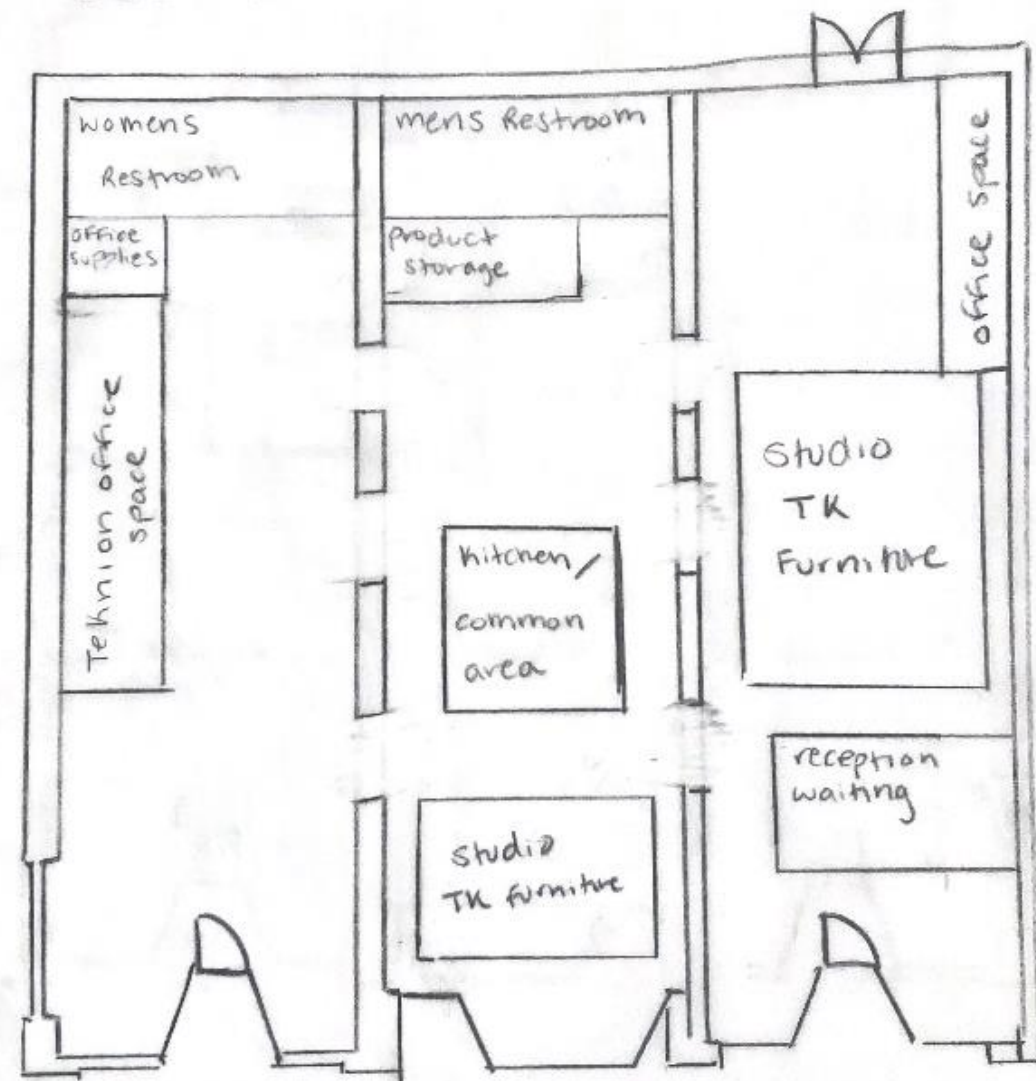 womens
Restroom
mens Restroom
office space
office
supplies
product
storage
Teknion office
space
Studio
TK
Furniture
Kitchen/
common
area
reception
waiting
Studio
TK Furniture